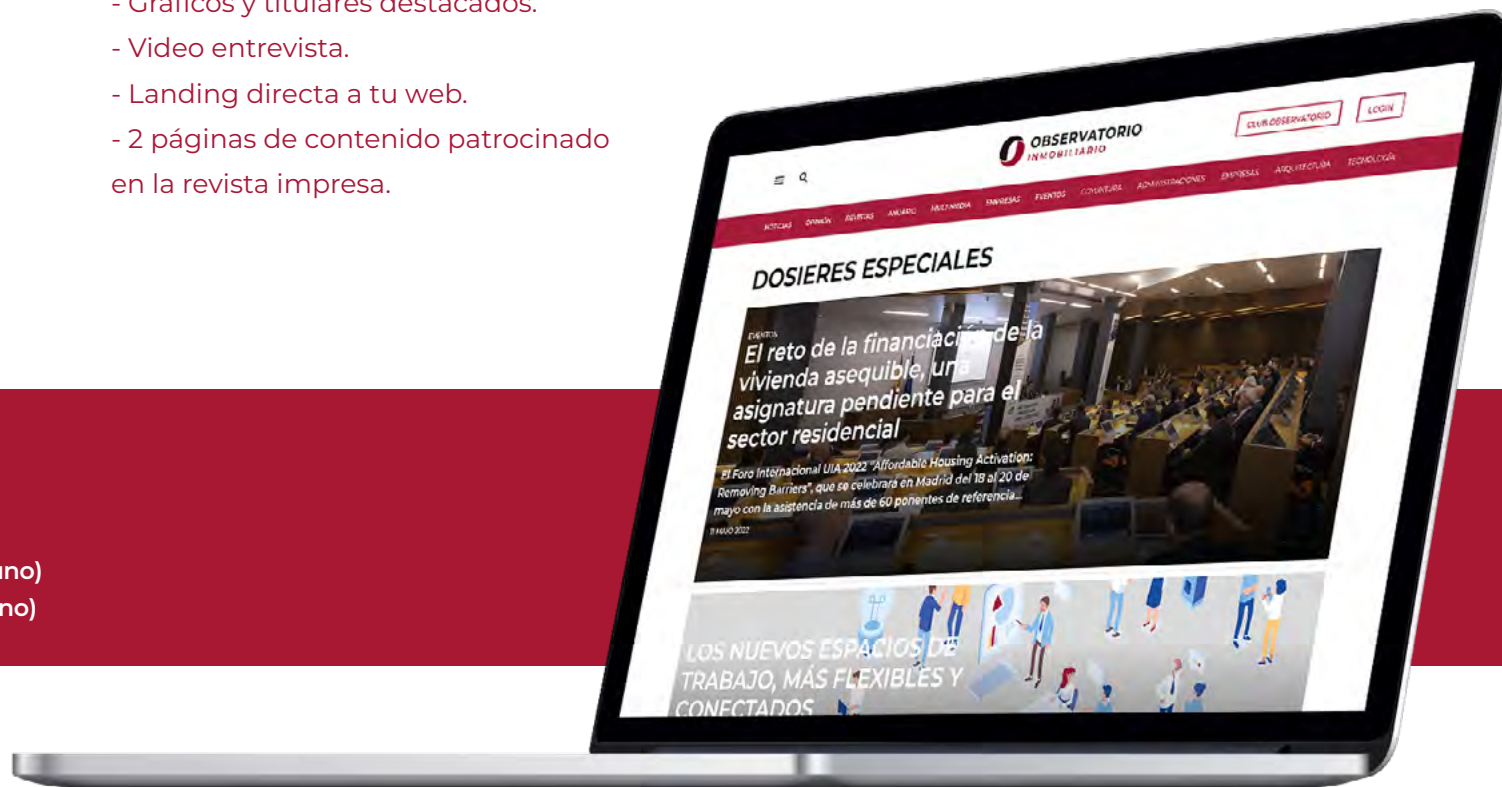 - Gráficos y titulares destacados.
- Video entrevista.
- Landing directa a tu web.
- 2 páginas de contenido patrocinado
en la revista impresa.
OBSERVATORIO
INMOBILIARIO
CLUB OBSERVATORIO
LOGIN
NOTICIAS OPINIÓN REVISTAS ANUARIO MULTIMEDIA EMPRESAS EVENTOS COYUNTURA ADMINISTRACIONES EMPRESAS ARQUITECTURA TECNOLOGÍA
DOSIERES ESPECIALES
EVENTOS
El reto de la financiación de la
vivienda asequible, una
asignatura pendiente para el
sector residencial
El Foro Internacional UIA 2022 "Affordable Housing Activation:
Removing Barriers", que se celebrará en Madrid del 18 al 20 de
mayo con la asistencia de más de 60 ponentes de referencia...
11 MAYO 2022
LOS NUEVOS ESPACIOS DE
TRABAJO, MÁS FLEXIBLES Y
CONECTADOS
uno)
no)